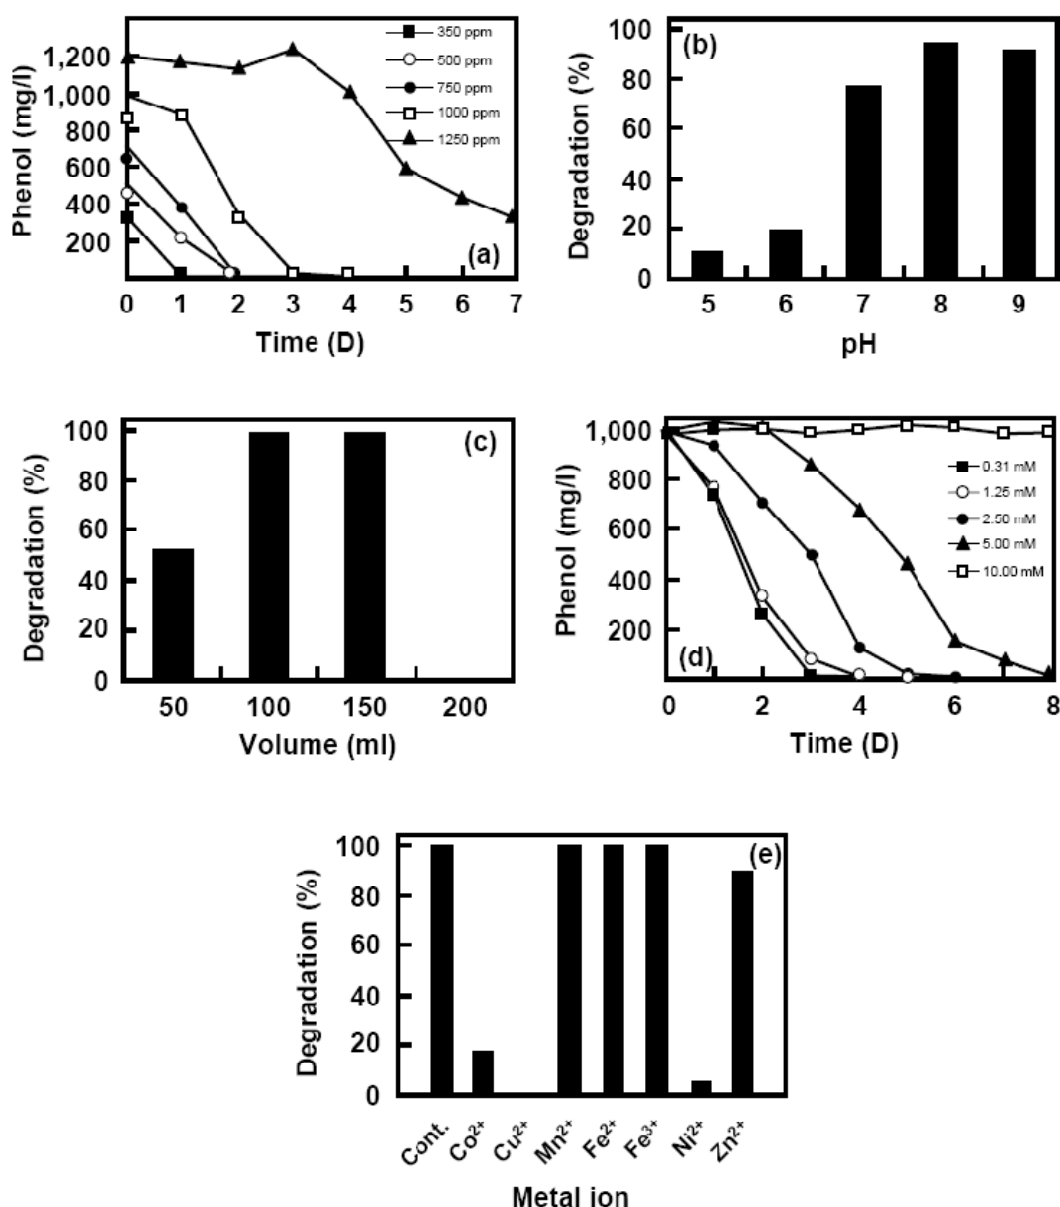 Phenol (mg/l)
1,200
1,000
800
600
400
200
0 1 2 3 4 5 6 7
Time (D)
350 ppm
500 ppm
750 ppm
1000 ppm
1250 ppm
(a)
Degradation (%)
100
80
60
40
20
0
5 6 7 8 9
pH
(b)
Degradation (%)
100
80
60
40
20
0
50 100 150 200
Volume (ml)
(c)
Phenol (mg/l)
1,000
800
600
400
200
0 2 4 6 8
Time (D)
0.31 mM
1.25 mM
2.50 mM
5.00 mM
10.00 mM
(d)
Degradation (%)
100
80
60
40
20
0
Cont. Co²⁺ Cu²⁺ Mn²⁺ Fe²⁺ Fe³⁺ Ni²⁺ Zn²⁺
Metal ion
(e)